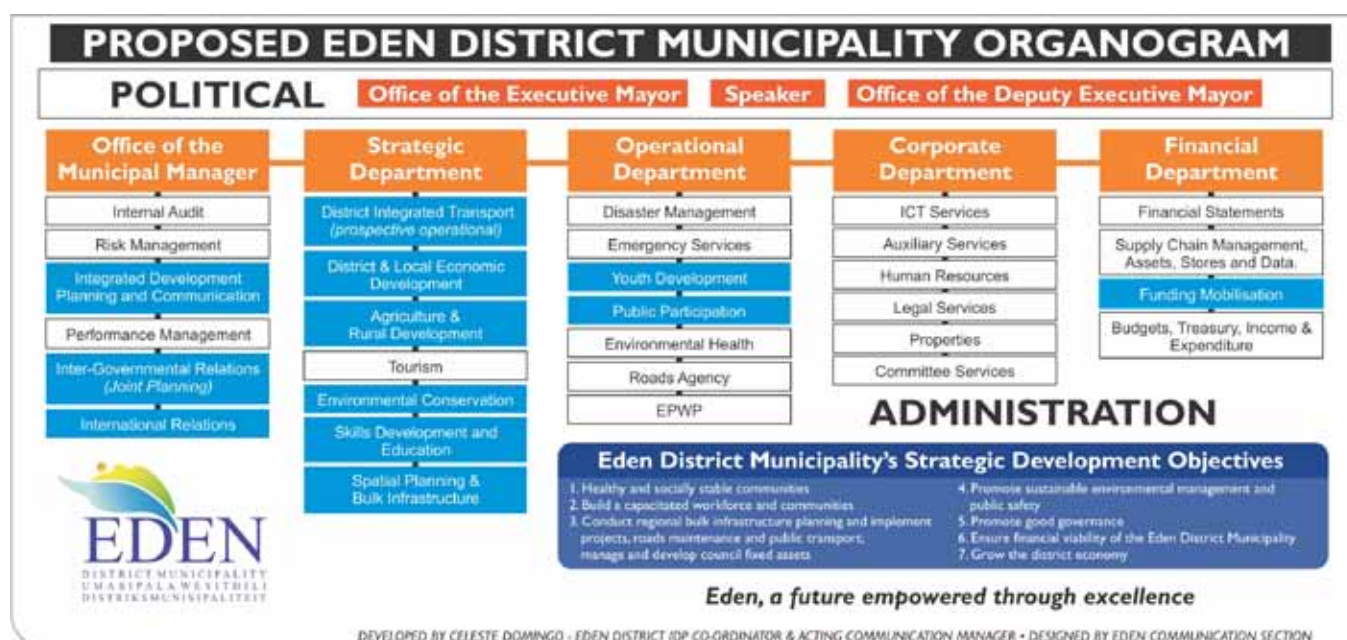 PROPOSED EDEN DISTRICT MUNICIPALITY ORGANOGRAM
POLITICAL
Office of the Executive Mayor
Speaker
Office of the Deputy Executive Mayor
Office of the
Municipal Manager
Internal Audit
Risk Management
Integrated Development
Planning and Communication
Performance Management
Inter-Governmental Relations
(Joint Planning)
International Relations
Strategic
Department
District Integrated Transport
(prospective operational)
District & Local Economic
Development
Agriculture &
Rural Development
Tourism
Environmental Conservation
Skills Development and
Education
Spatial Planning &
Bulk Infrastructure
Operational
Department
Disaster Management
Emergency Services
Youth Development
Public Participation
Environmental Health
Roads Agency
EPWP
Corporate
Department
ICT Services
Auxiliary Services
Human Resources
Legal Services
Properties
Committee Services
Financial
Department
Financial Statements
Supply Chain Management,
Assets, Stores and Data.
Funding Mobilisation
Budgets, Treasury, Income &
Expenditure
ADMINISTRATION
Eden District Municipality's Strategic Development Objectives
1. Healthy and socially stable communities
2. Build a capacitated workforce and communities
3. Conduct regional bulk infrastructure planning and implement
projects, roads maintenance and public transport,
manage and develop council fixed assets
4. Promote sustainable environmental management and
public safety
5. Promote good governance
6. Ensure financial viability of the Eden District Municipality
7. Grow the district economy
EDEN
DISTRICT MUNICIPALITY
UMASIPALA WESITHILI
DISTRIKSMUNISIPALITEIT
Eden, a future empowered through excellence
DEVELOPED BY CELESTE DOMINGO - EDEN DISTRICT IDP CO-ORDINATOR & ACTING COMMUNICATION MANAGER • DESIGNED BY EDEN COMMUNICATION SECTION